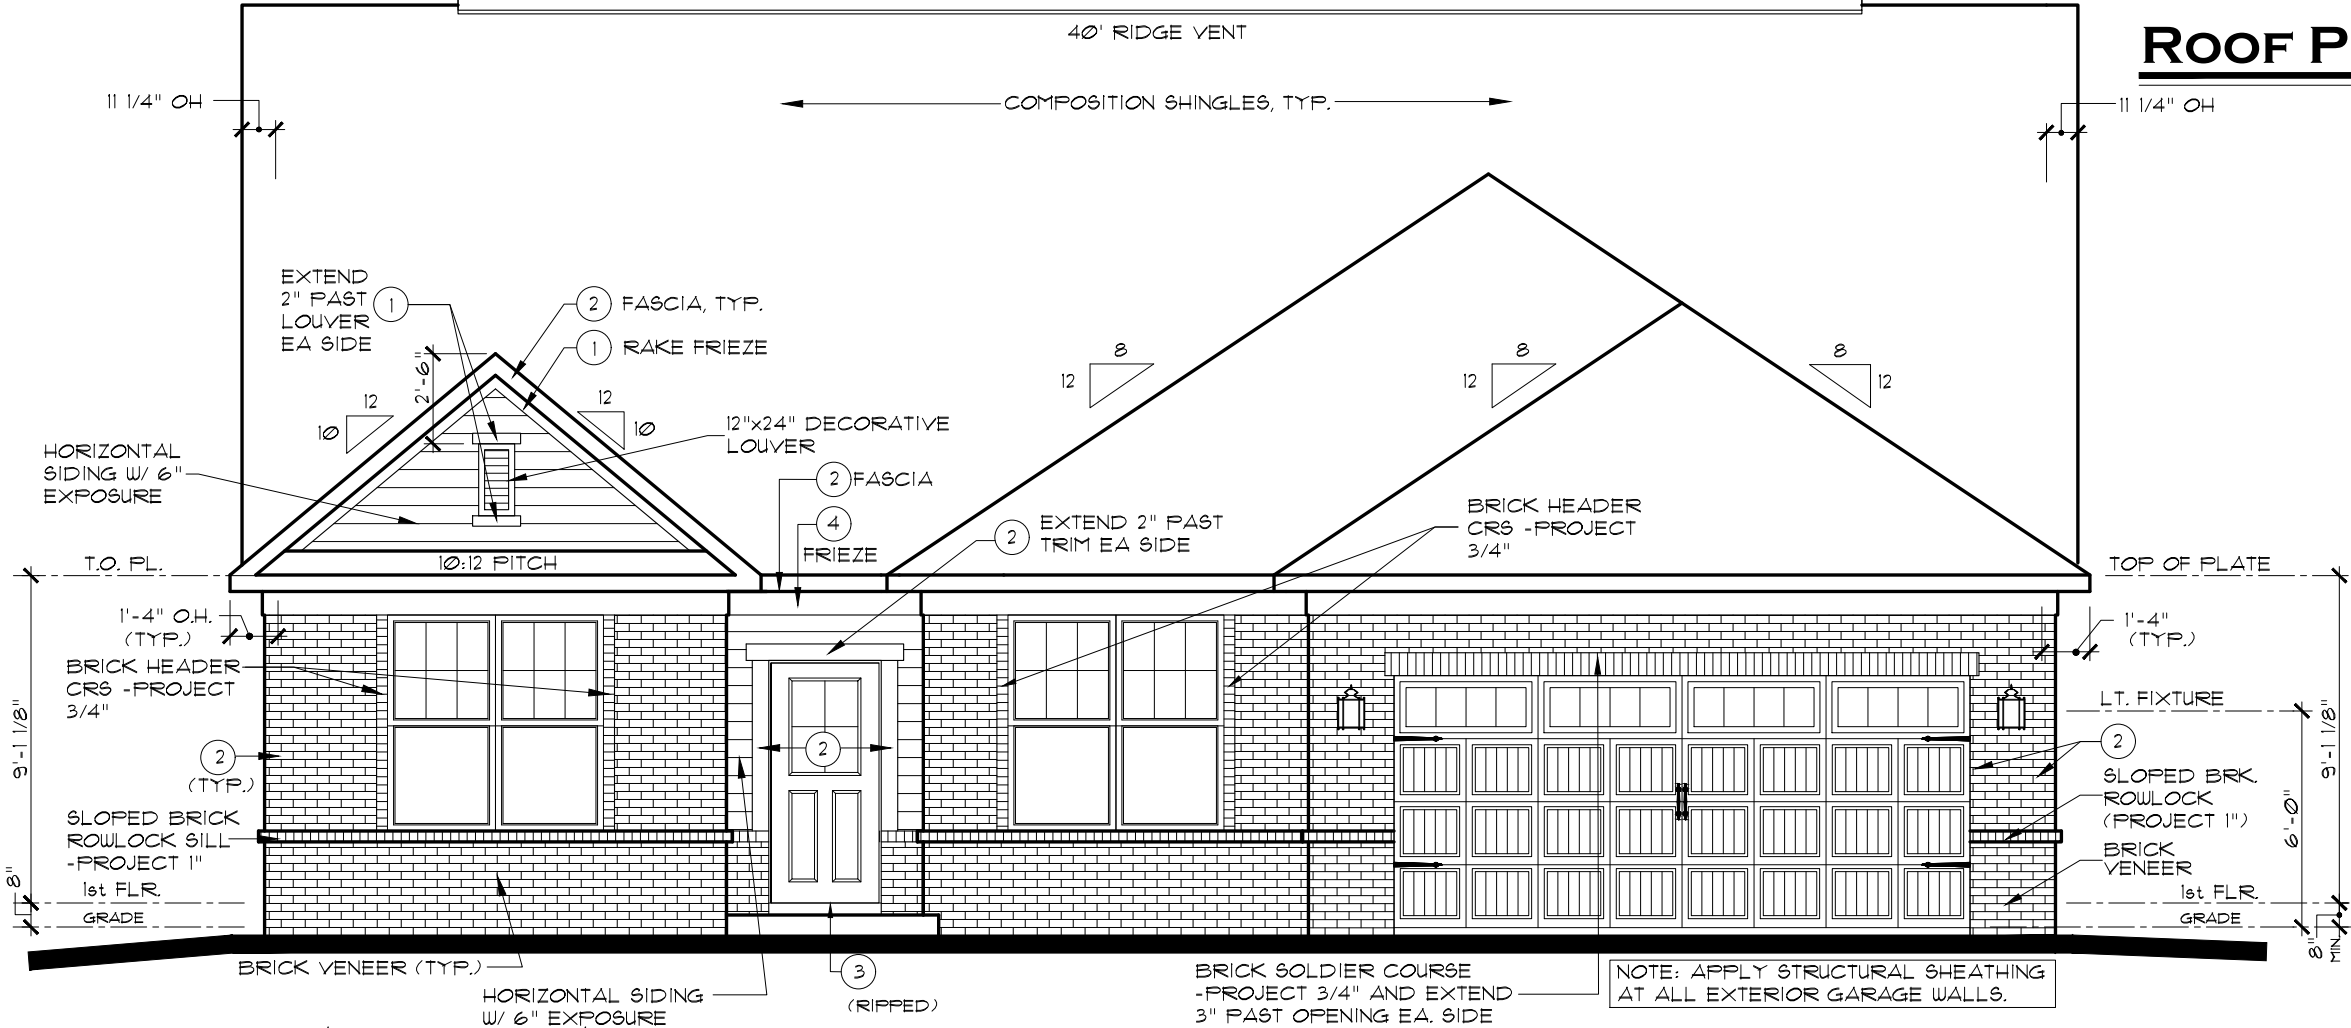 40' RIDGE VENT
ROOF P
11 1/4" OH
COMPOSITION SHINGLES, TYP.
11 1/4" OH
EXTEND
2" PAST
LOUVER
EA SIDE
1
2 FASCIA, TYP.
1 RAKE FRIEZE
2'-6"
12
10
12
10
8
12
8
12
8
12
12"x24" DECORATIVE
LOUVER
HORIZONTAL
SIDING W/ 6"
EXPOSURE
2 FASCIA
4
FRIEZE
2
EXTEND 2" PAST
TRIM EA SIDE
BRICK HEADER
CRS -PROJECT
3/4"
T.O. PL.
10:12 PITCH
TOP OF PLATE
1'-4" O.H.
(TYP.)
1'-4"
(TYP.)
BRICK HEADER
CRS -PROJECT
3/4"
9'-1 1/8"
2
(TYP.)
2
LT. FIXTURE
2
9'-1 1/8"
6'-0"
SLOPED BRICK
ROWLOCK SILL
-PROJECT 1"
SLOPED BRK.
ROWLOCK
(PROJECT 1")
BRICK
VENEER
8"
1st FLR.
GRADE
1st FLR.
GRADE
8"
MIN
BRICK VENEER (TYP.)
HORIZONTAL SIDING
W/ 6" EXPOSURE
3
(RIPPED)
BRICK SOLDIER COURSE
-PROJECT 3/4" AND EXTEND
3" PAST OPENING EA. SIDE
NOTE: APPLY STRUCTURAL SHEATHING
AT ALL EXTERIOR GARAGE WALLS.